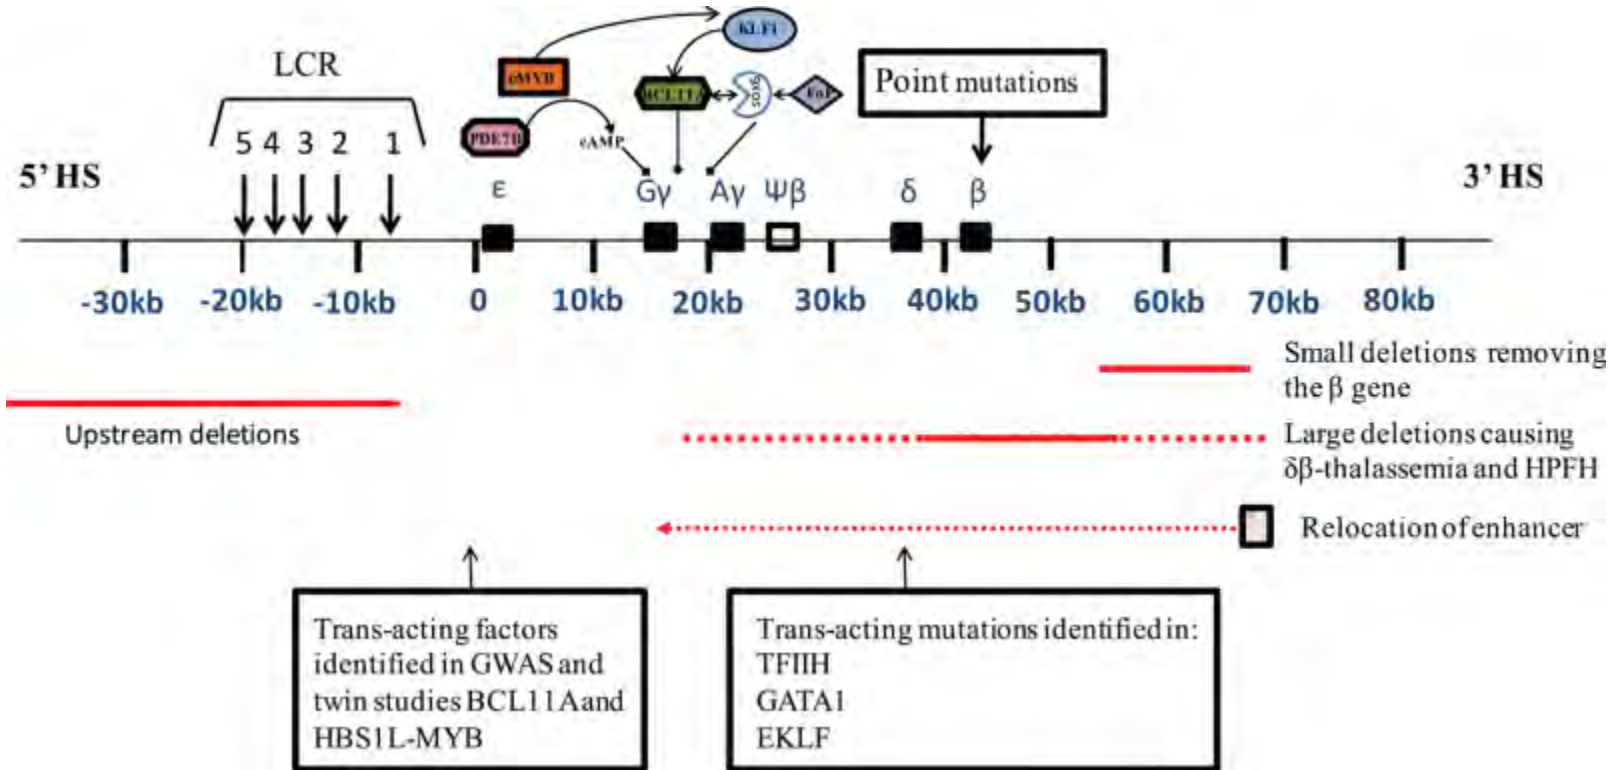 KLF1
LCR
cMYB
BCL11A
SOX6
FoP
Point mutations
5 4 3 2 1
PDE7B
cAMP
5’ HS
3’ HS
ε
Gγ
Aγ
Ψβ
δ
β
-30kb
-20kb
-10kb
0
10kb
20kb
30kb
40kb
50kb
60kb
70kb
80kb
Small deletions removing
the β gene
Upstream deletions
Large deletions causing
δβ-thalassemia and HPFH
Relocation of enhancer
Trans-acting factors
identified in GWAS and
twin studies BCL11A and
HBS1L-MYB
Trans-acting mutations identified in:
TFIIH
GATA1
EKLF